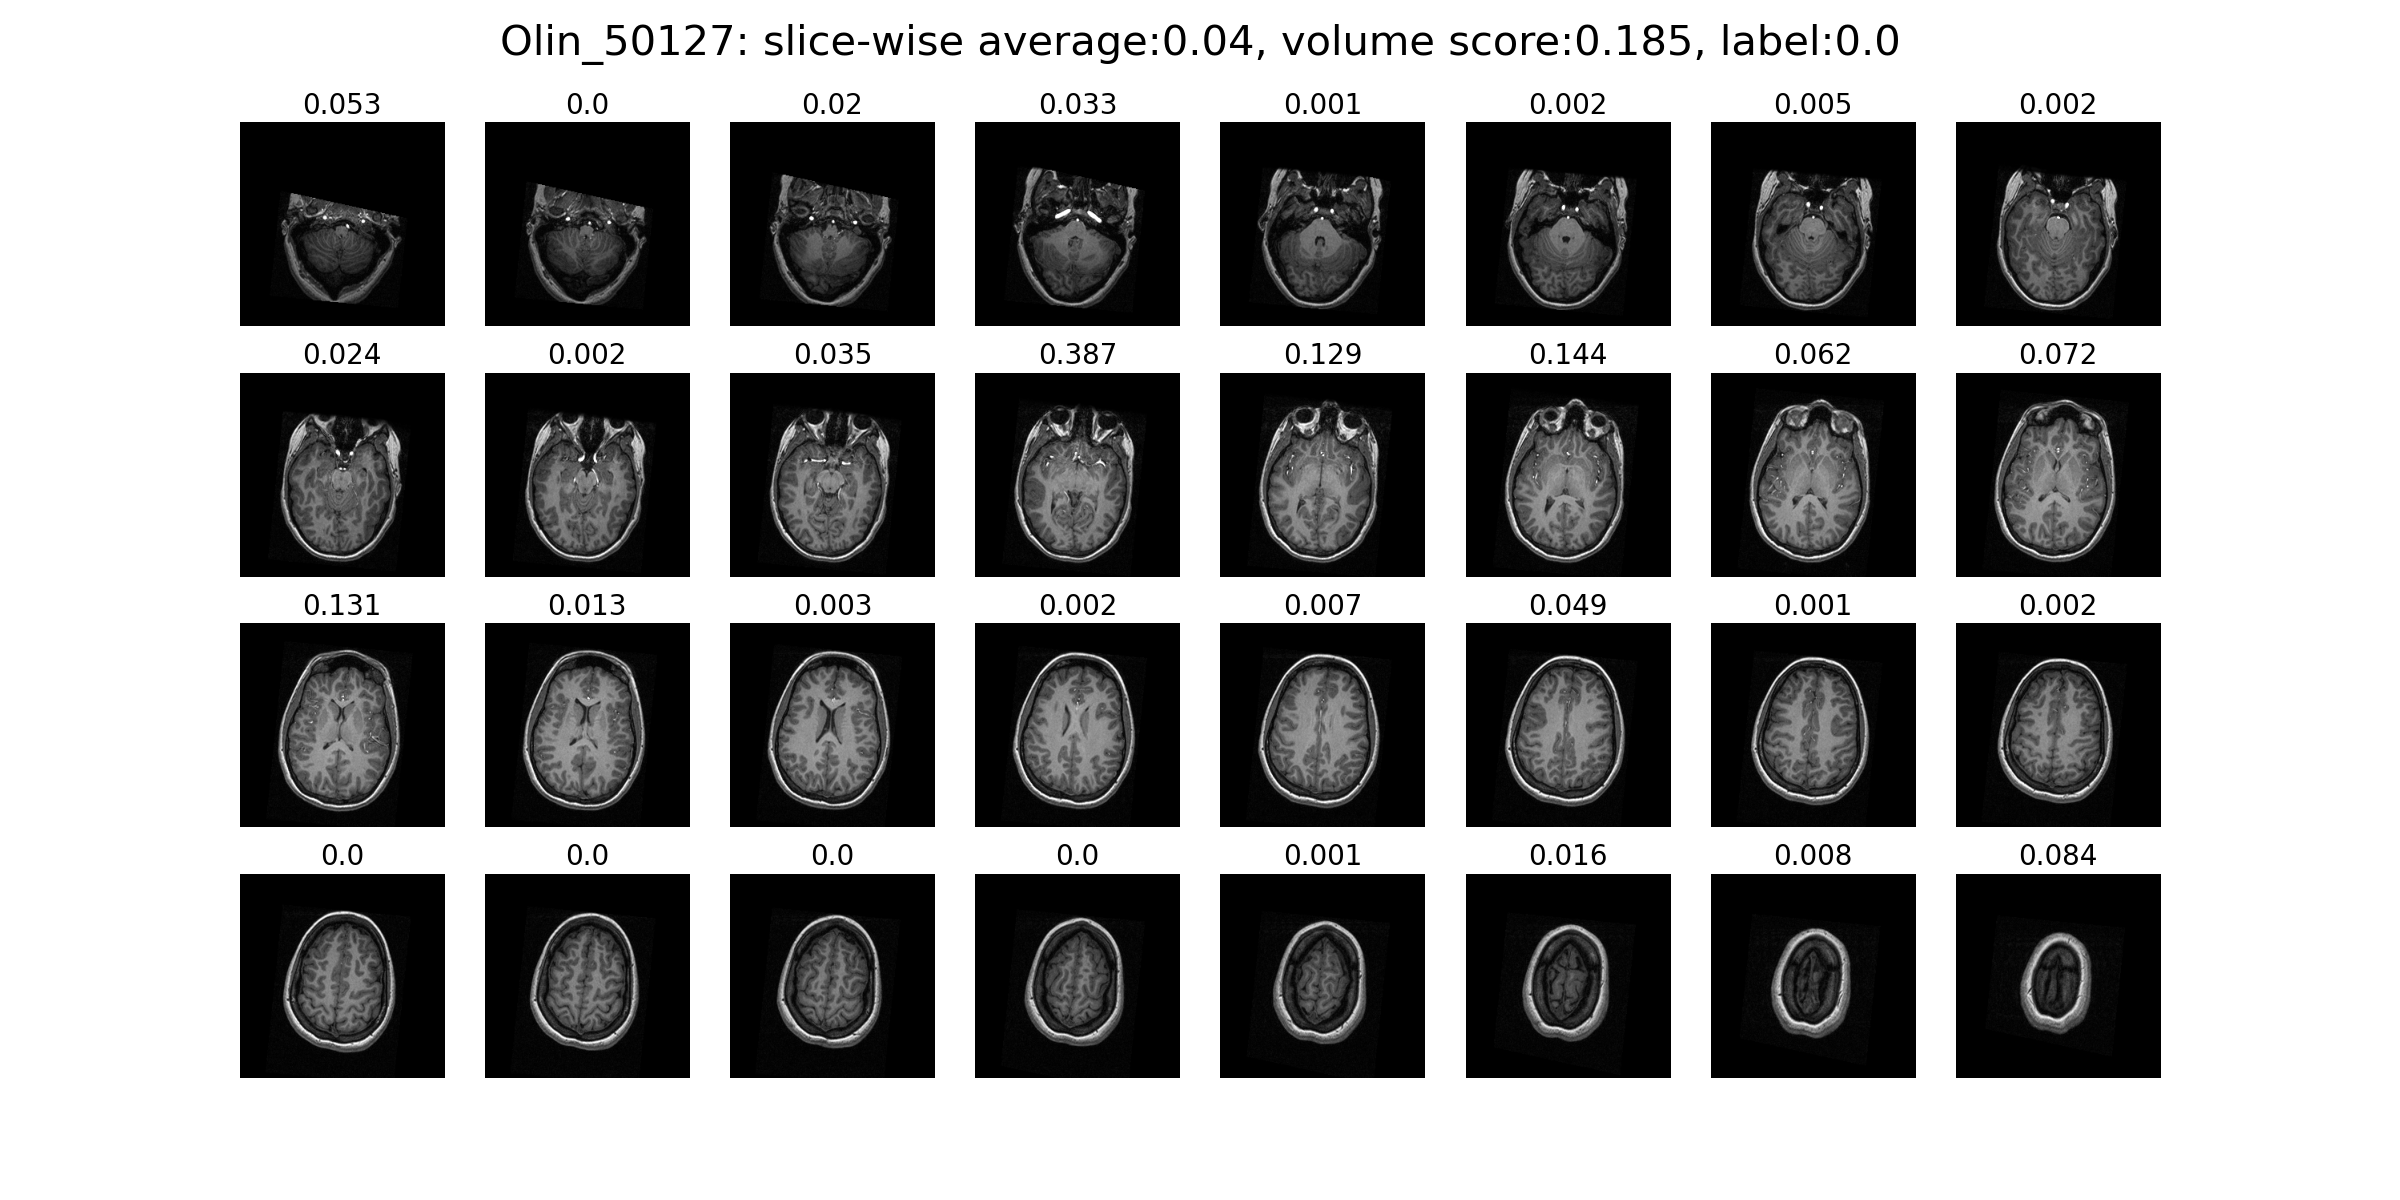 Olin_50127: slice-wise average:0.04, volume score:0.185, label:0.0
0.053 0.0 0.02 0.033 0.001 0.002 0.005 0.002
0.024 0.002 0.035 0.387 0.129 0.144 0.062 0.072
0.131 0.013 0.003 0.002 0.007 0.049 0.001 0.002
0.0 0.0 0.0 0.0 0.001 0.016 0.008 0.084